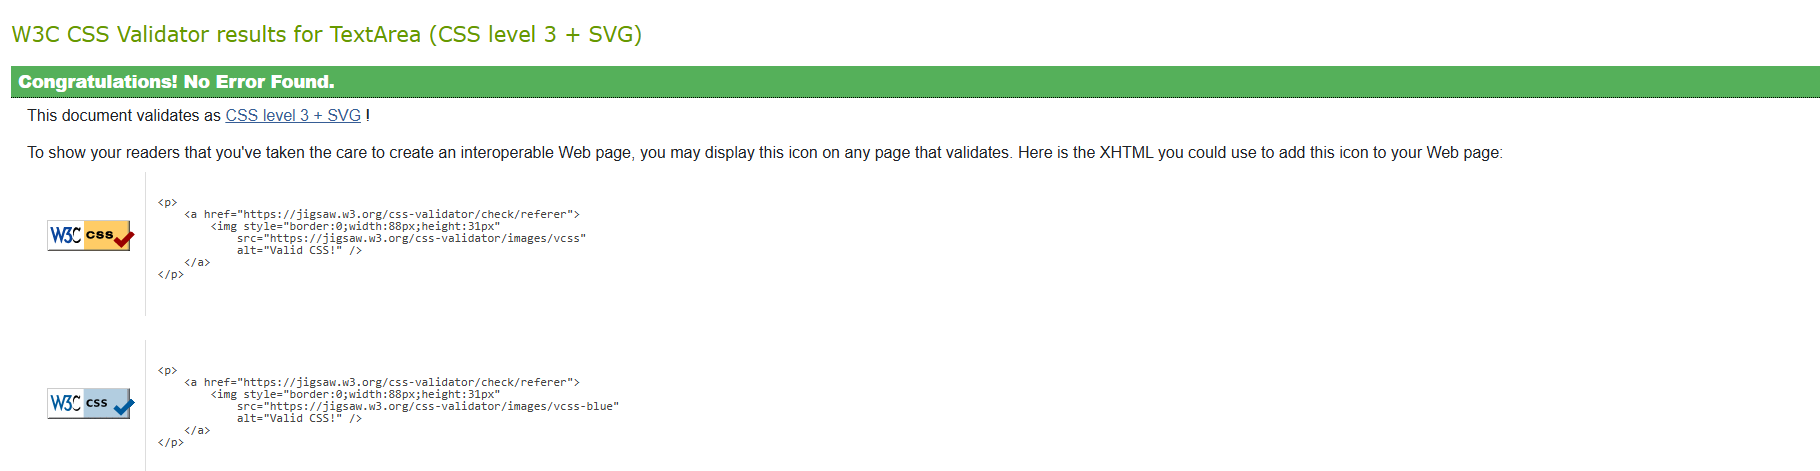 W3C CSS Validator results for TextArea (CSS level 3 + SVG)
Congratulations! No Error Found.
This document validates as CSS level 3 + SVG !
To show your readers that you've taken the care to create an interoperable Web page, you may display this icon on any page that validates. Here is the XHTML you could use to add this icon to your Web page:
W3C css
<p>
    <a href="https://jigsaw.w3.org/css-validator/check/referer">
        <img style="border:0;width:88px;height:31px"
            src="https://jigsaw.w3.org/css-validator/images/vcss"
            alt="Valid CSS!" />
    </a>
</p>
W3C css
<p>
    <a href="https://jigsaw.w3.org/css-validator/check/referer">
        <img style="border:0;width:88px;height:31px"
            src="https://jigsaw.w3.org/css-validator/images/vcss-blue"
            alt="Valid CSS!" />
    </a>
</p>